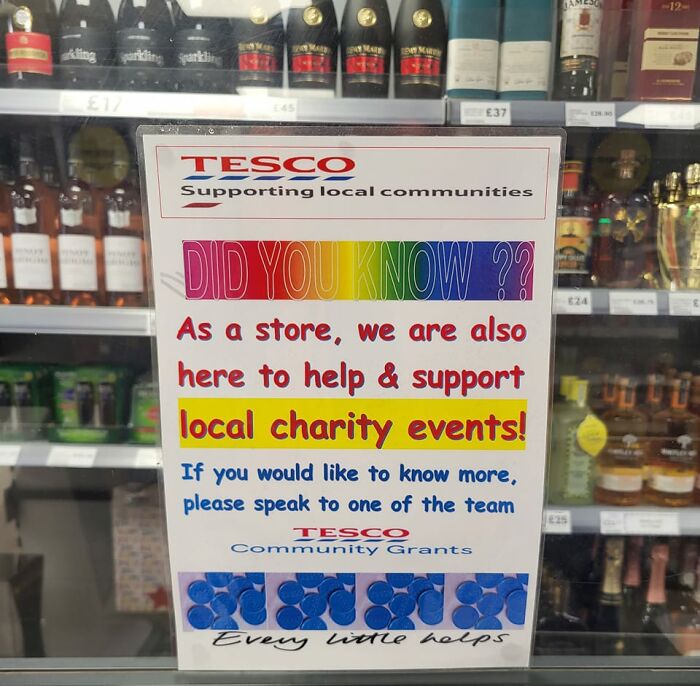 £17
£45
£37
TESCO
Supporting local communities
DID YOU KNOW ??
As a store, we are also
here to help & support
local charity events!
If you would like to know more,
please speak to one of the team
TESCO
Community Grants
Every little helps
£24
£25